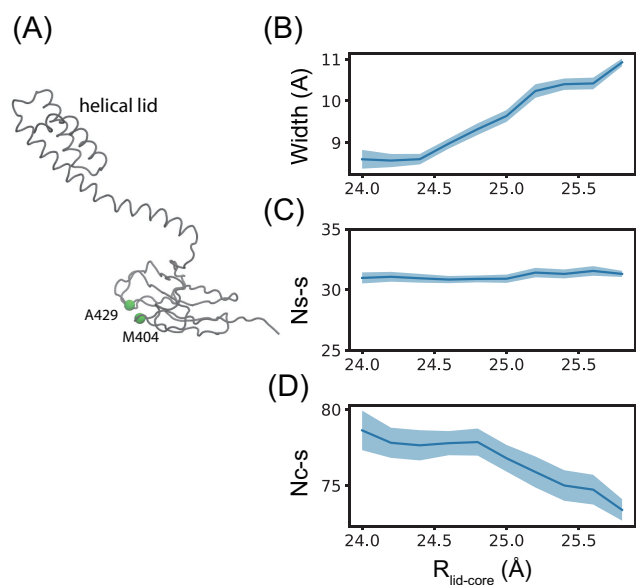 (A)
helical lid
A429
M404
(B)
Width (A)
11
10
9
24.0 24.5 25.0 25.5
(C)
Ns-s
35
30
25
24.0 24.5 25.0 25.5
(D)
Nc-s
80
75
24.0 24.5 25.0 25.5
R lid-core (Å)